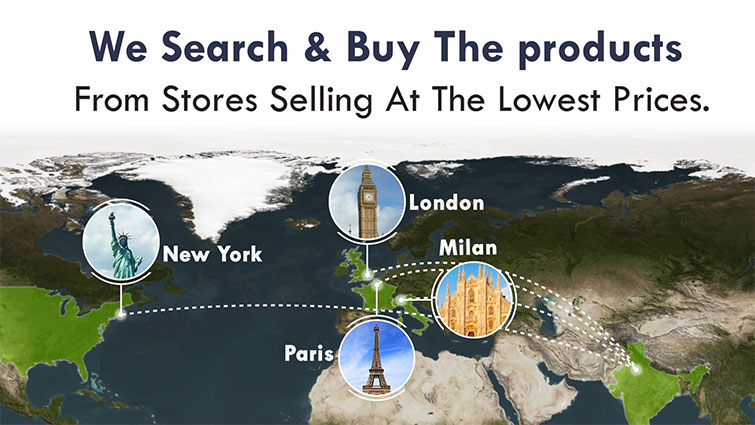 We Search & Buy The products
From Stores Selling At The Lowest Prices.
London
Milan
New York
Paris